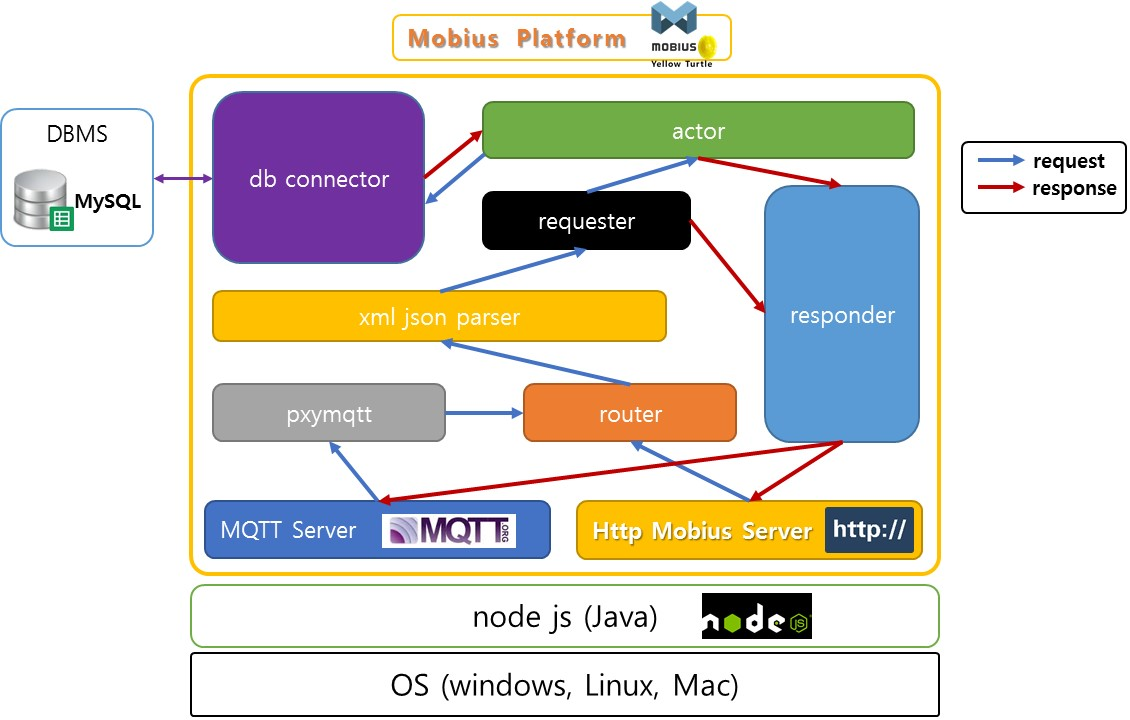 Mobius Platform
MOBIUS
Yellow Turtle
DBMS
MySQL
db connector
actor
request
response
requester
responder
xml json parser
pxymqtt
router
MQTT Server
MQTT
.ORG
Http Mobius Server
http://
node js (Java)
node
JS
OS (windows, Linux, Mac)